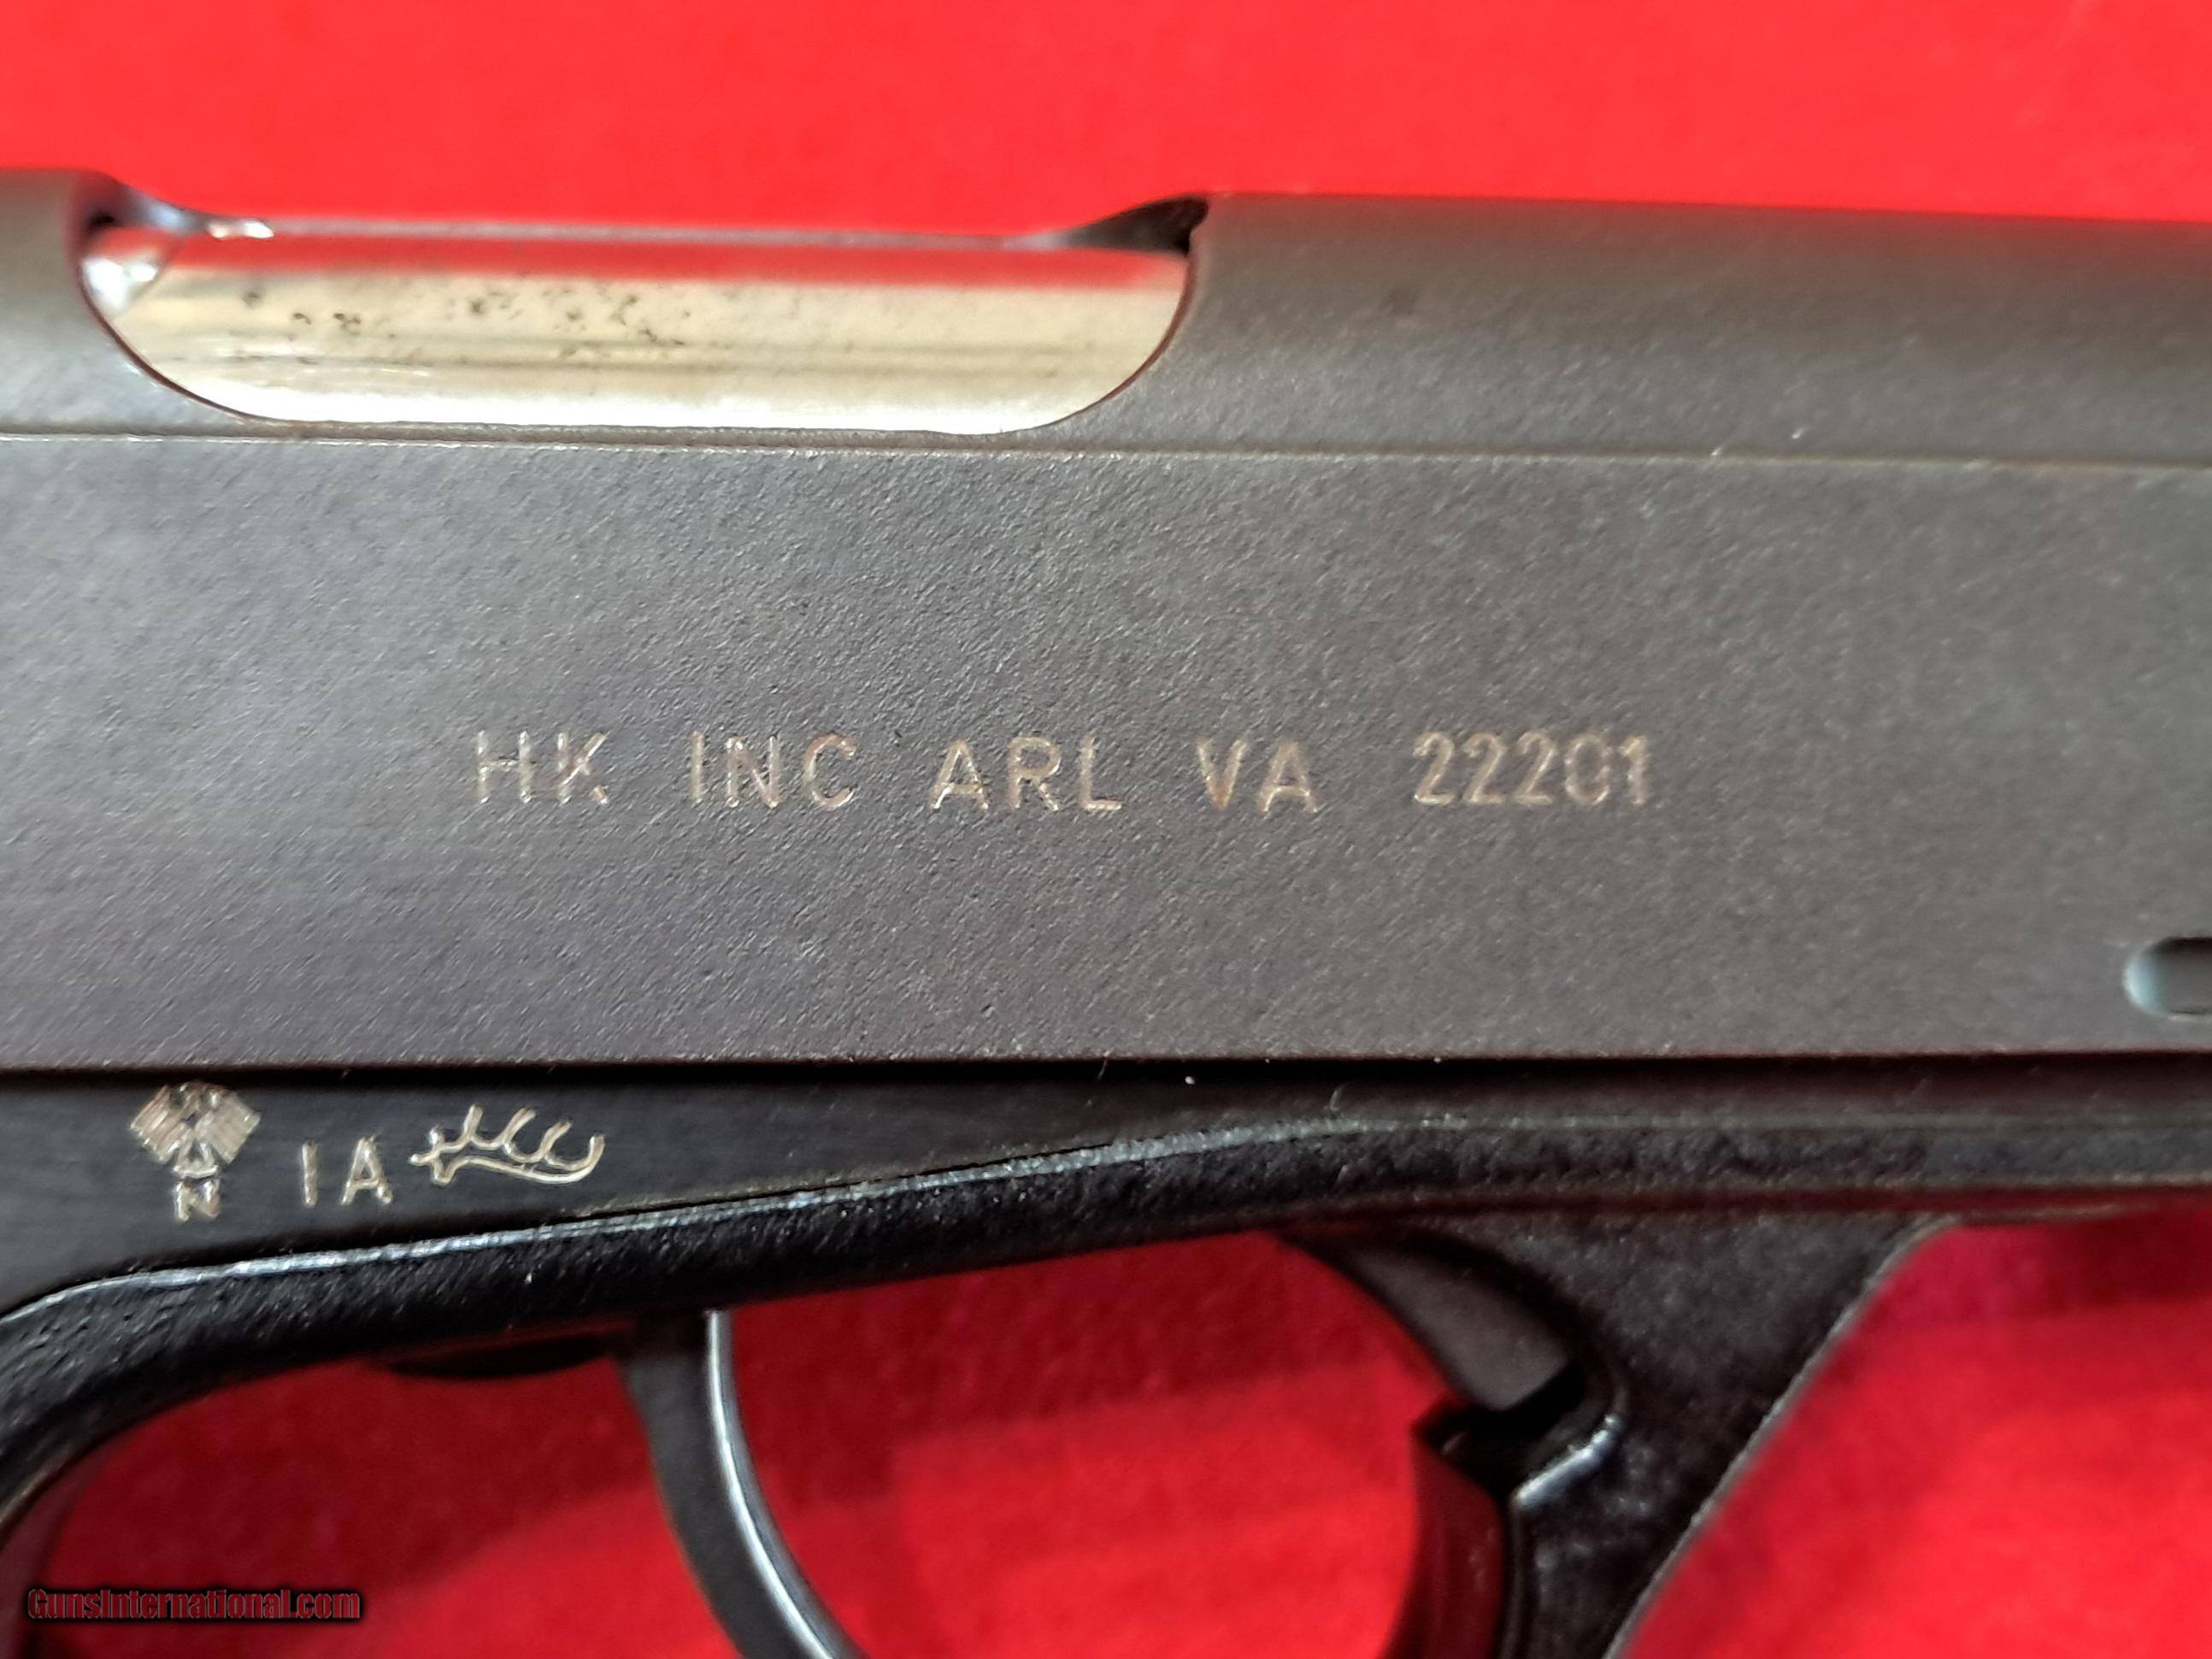 HK INC ARL VA 22201
N IA
GunsInternational.com